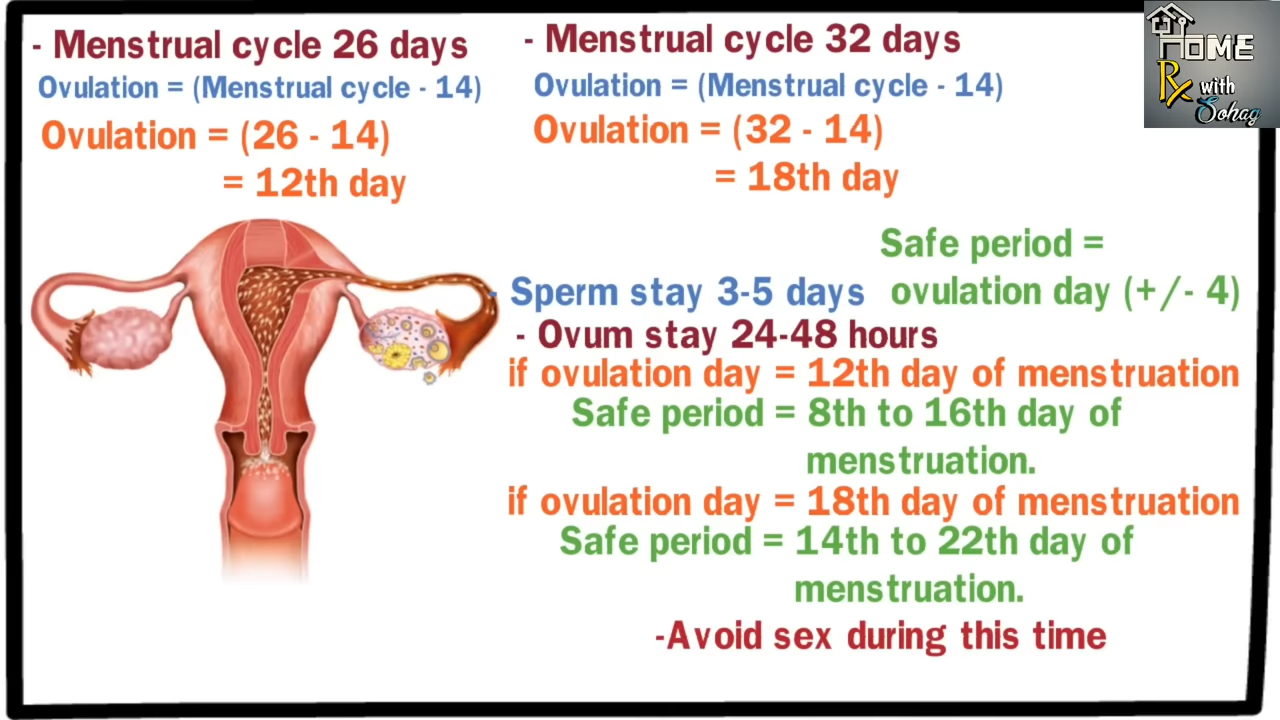 - Menstrual cycle 26 days
Ovulation = (Menstrual cycle - 14)
Ovulation = (26 - 14)
= 12th day
- Menstrual cycle 32 days
Ovulation = (Menstrual cycle - 14)
Ovulation = (32 - 14)
= 18th day
HOME
Rx with
Sohag
Safe period =
ovulation day (+/- 4)
- Sperm stay 3-5 days
- Ovum stay 24-48 hours
if ovulation day = 12th day of menstruation
Safe period = 8th to 16th day of
menstruation.
if ovulation day = 18th day of menstruation
Safe period = 14th to 22th day of
menstruation.
-Avoid sex during this time